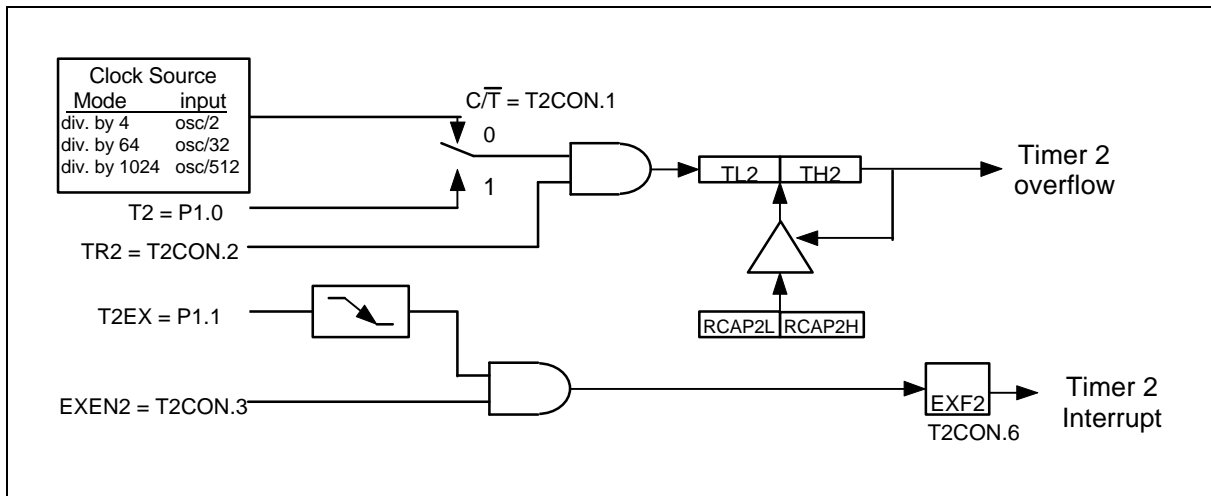 Clock Source
Mode input
div. by 4 osc/2
div. by 64 osc/32
div. by 1024 osc/512
C/T̅ = T2CON.1
0
1
T2 = P1.0
TR2 = T2CON.2
TL2 TH2
Timer 2
overflow
T2EX = P1.1
RCAP2L RCAP2H
EXEN2 = T2CON.3
EXF2
T2CON.6
Timer 2
Interrupt